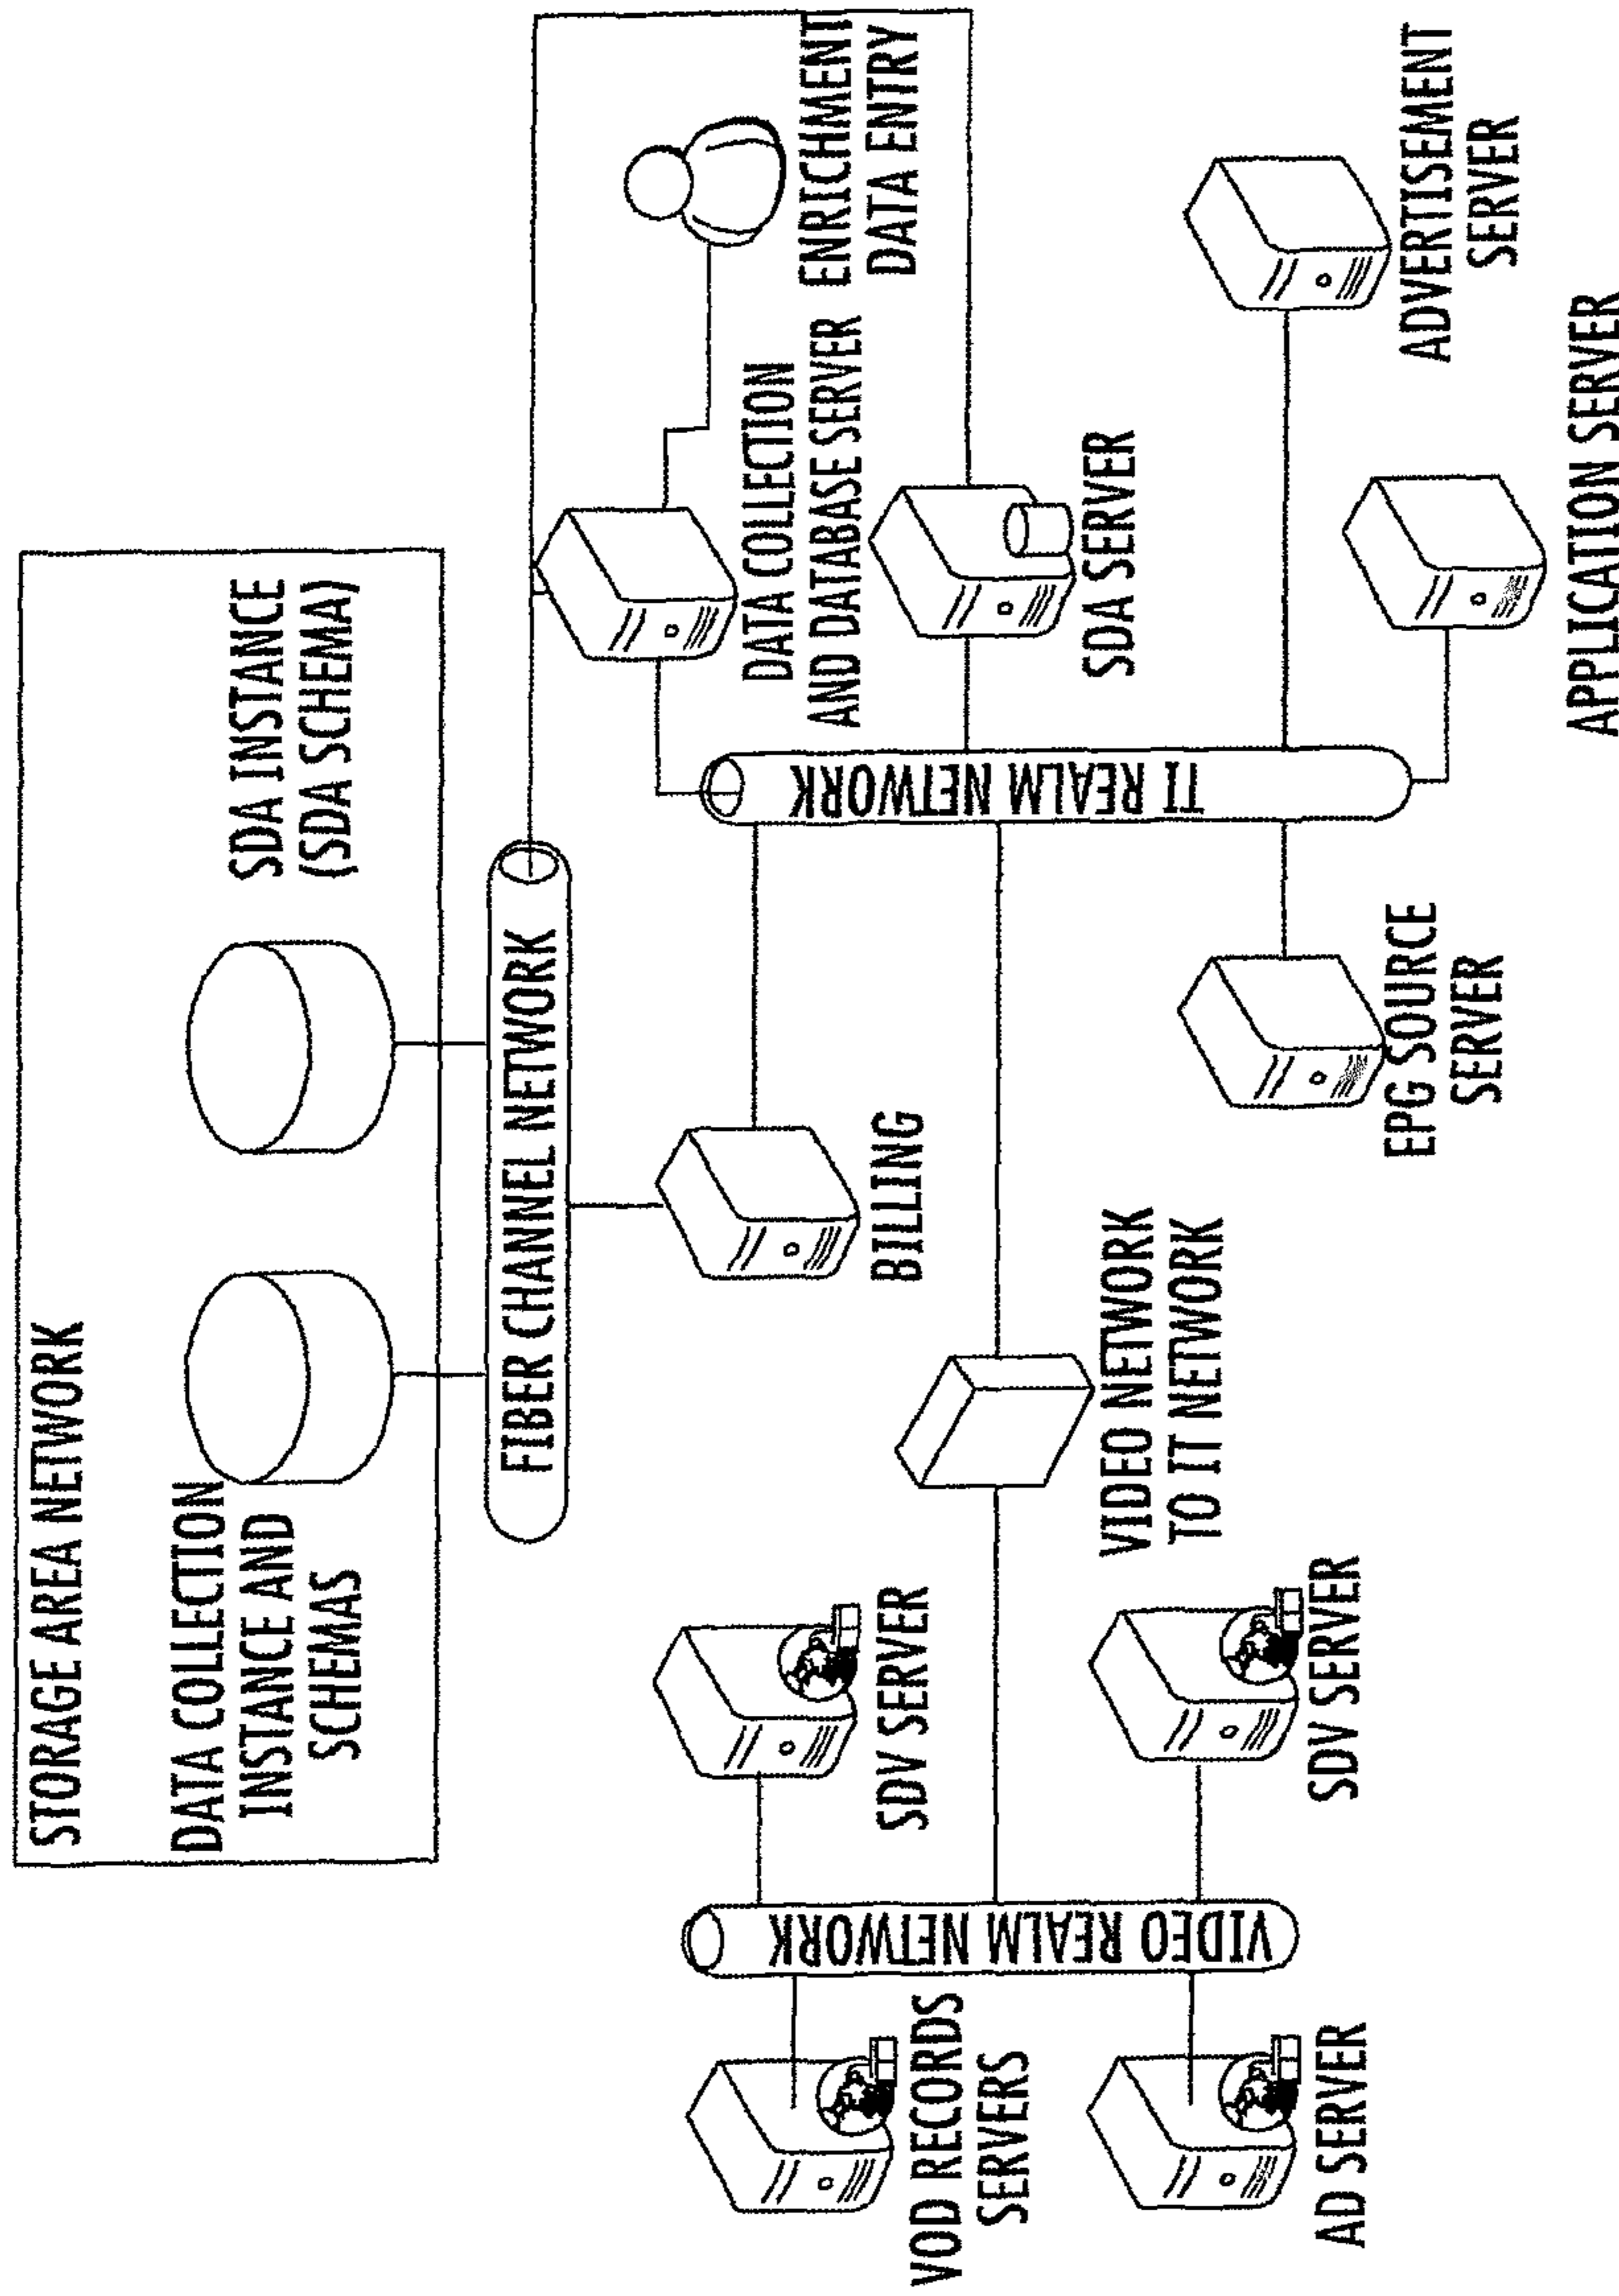 STORAGE AREA NETWORK
DATA COLLECTION
INSTANCE AND
SCHEMAS
SDA INSTANCE
(SDA SCHEMA)
FIBER CHANNEL NETWORK
BILLING
DATA COLLECTION
AND DATABASE SERVER
ENRICHMENT
DATA ENTRY
VOD RECORDS
SERVERS
VIDEO REALM NETWORK
SDV SERVER
VIDEO NETWORK
TO IT NETWORK
TI REALM NETWORK
SDA SERVER
AD SERVER
SDV SERVER
EPG SOURCE
SERVER
ADVERTISEMENT
SERVER
APPLICATION SERVER